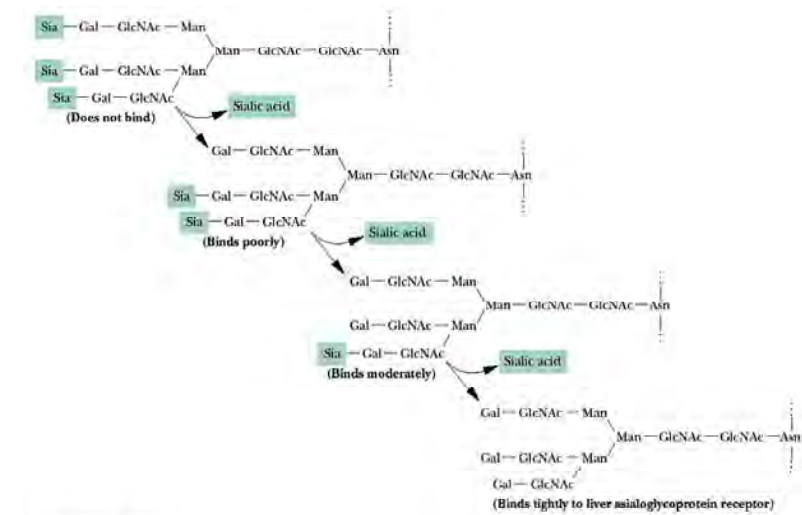 Sia — Gal — GlcNAc — Man
Man — GlcNAc — GlcNAc — Asn
Sia — Gal — GlcNAc — Man
Sia — Gal — GlcNAc
(Does not bind)
Sialic acid
Gal — GlcNAc — Man
Man — GlcNAc — GlcNAc — Asn
Sia — Gal — GlcNAc — Man
Sia — Gal — GlcNAc
(Binds poorly)
Sialic acid
Gal — GlcNAc — Man
Man — GlcNAc — GlcNAc — Asn
Gal — GlcNAc — Man
Sia — Gal — GlcNAc
(Binds moderately)
Sialic acid
Gal — GlcNAc — Man
Man — GlcNAc — GlcNAc — Asn
Gal — GlcNAc — Man
Gal — GlcNAc
(Binds tightly to liver asialoglycoprotein receptor)